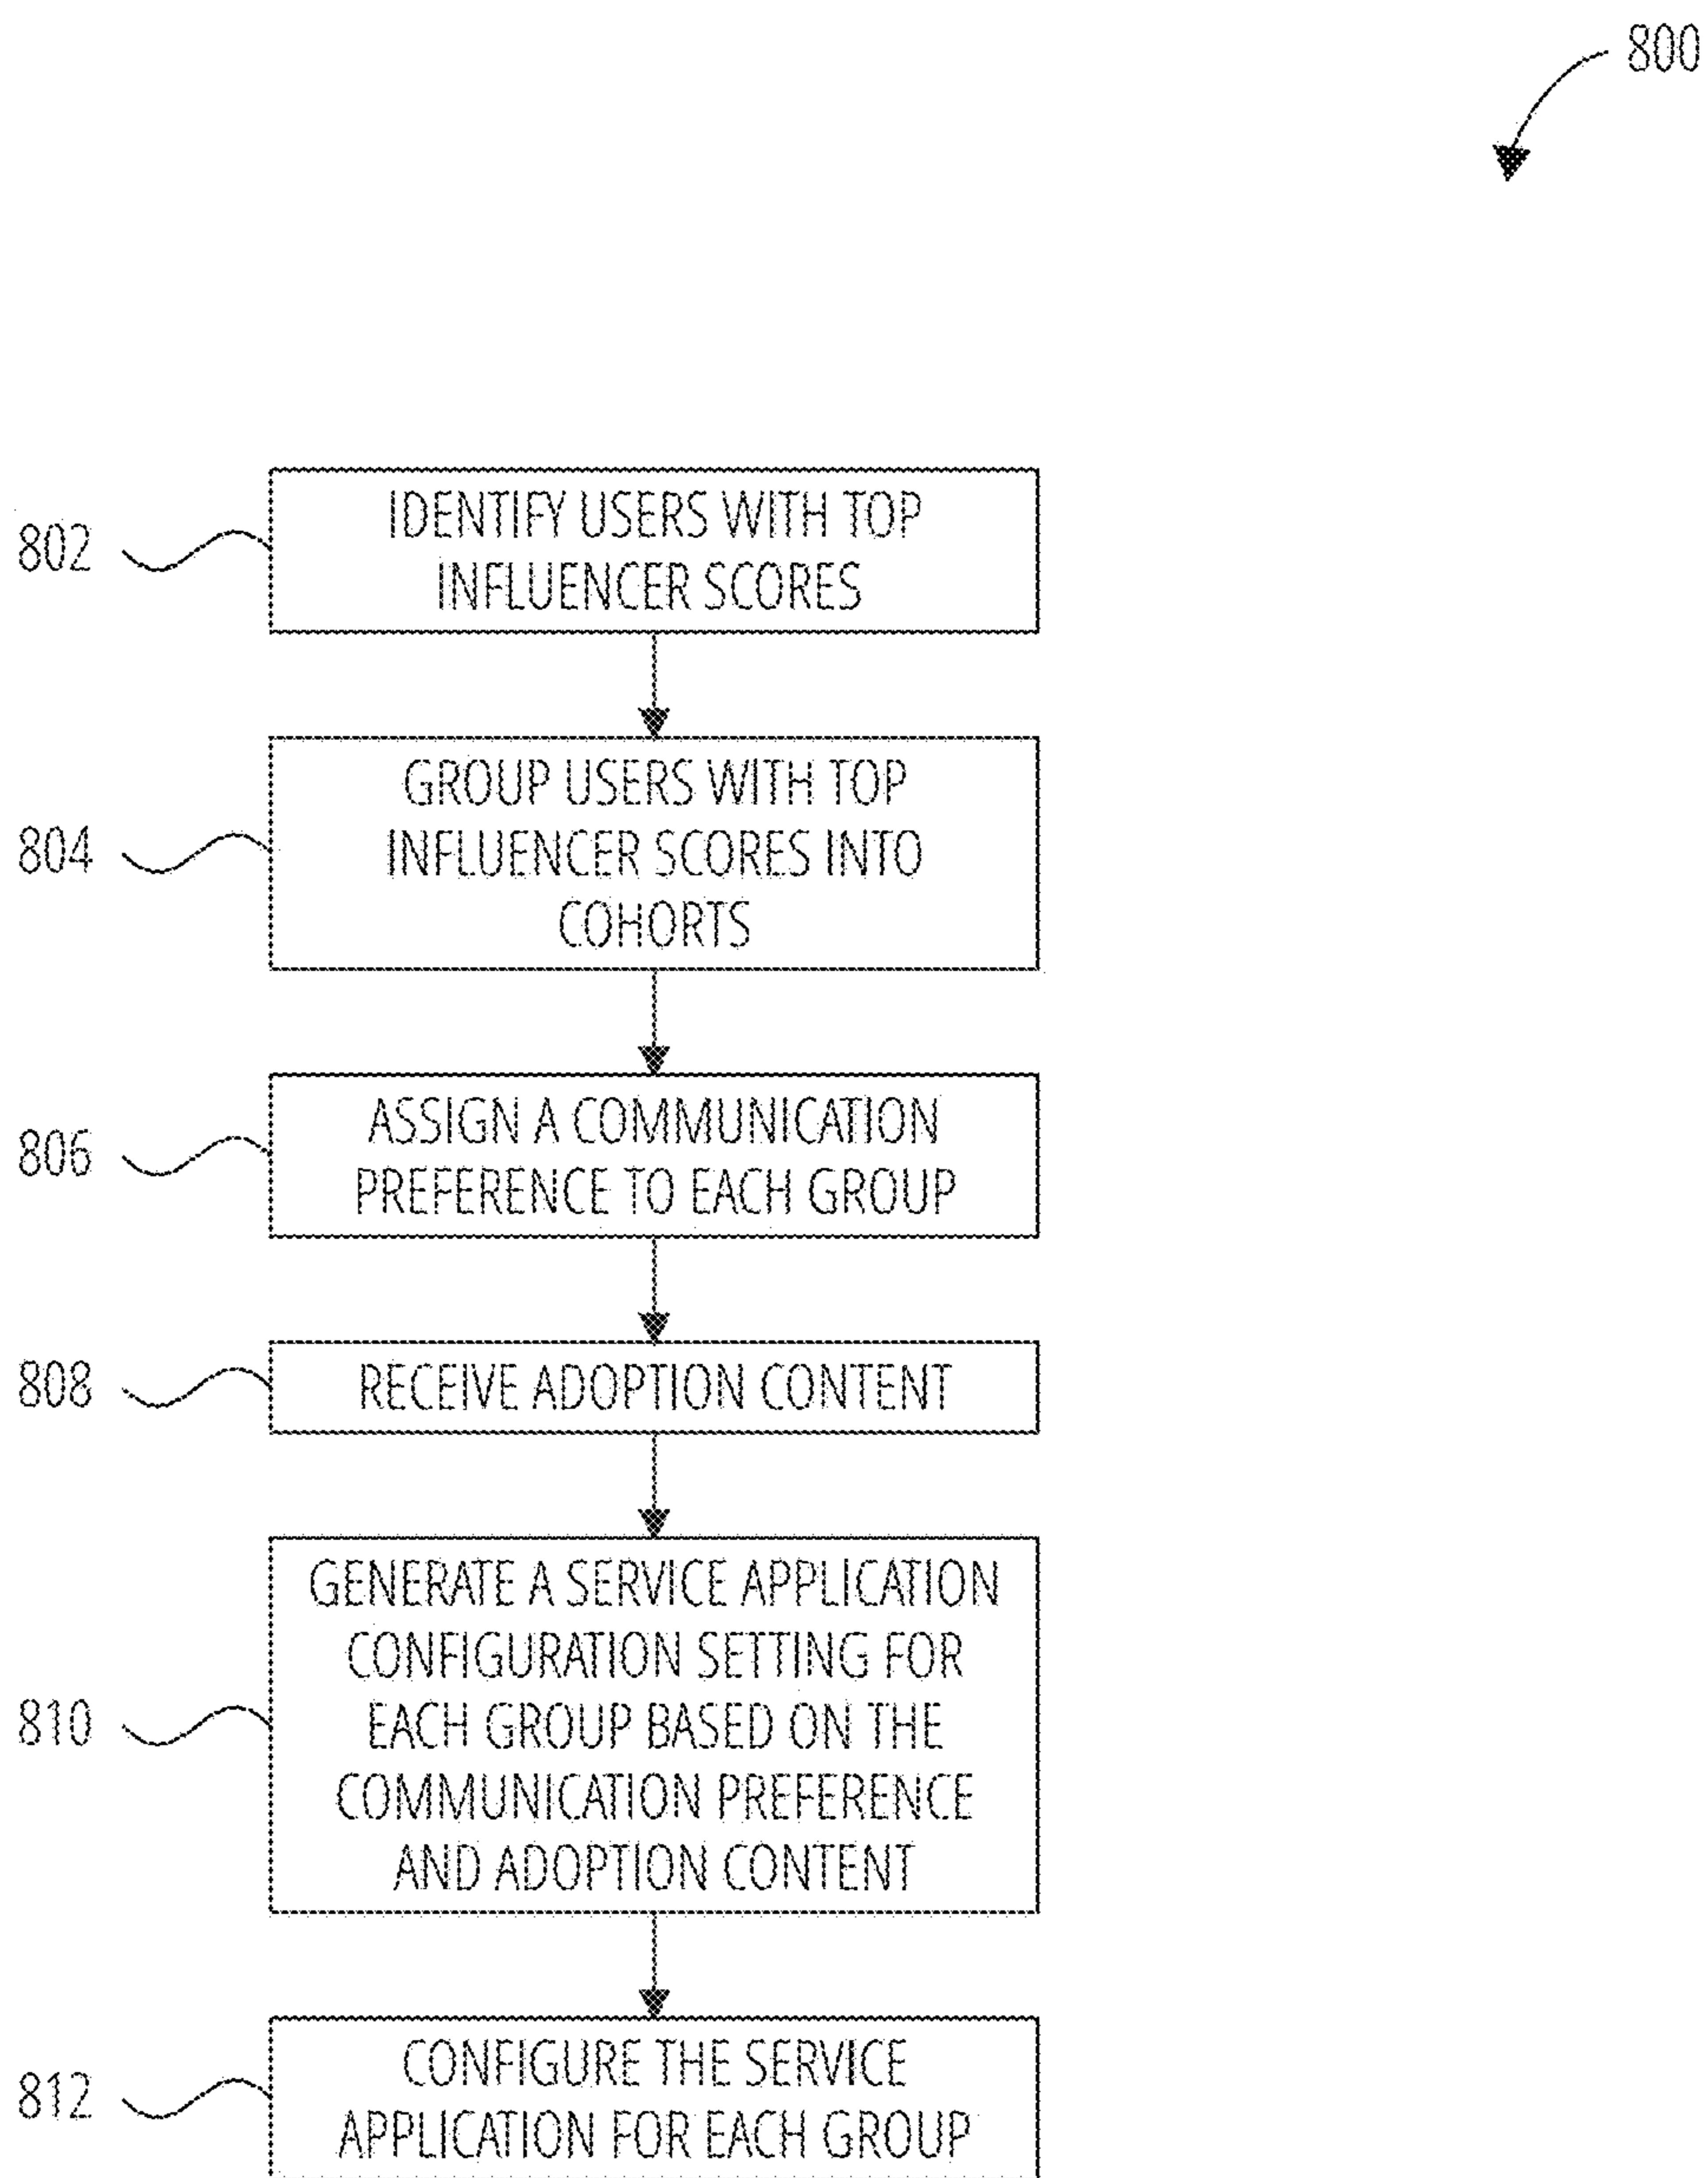 800
802
IDENTIFY USERS WITH TOP
INFLUENCER SCORES
804
GROUP USERS WITH TOP
INFLUENCER SCORES INTO
COHORTS
806
ASSIGN A COMMUNICATION
PREFERENCE TO EACH GROUP
808
RECEIVE ADOPTION CONTENT
810
GENERATE A SERVICE APPLICATION
CONFIGURATION SETTING FOR
EACH GROUP BASED ON THE
COMMUNICATION PREFERENCE
AND ADOPTION CONTENT
812
CONFIGURE THE SERVICE
APPLICATION FOR EACH GROUP